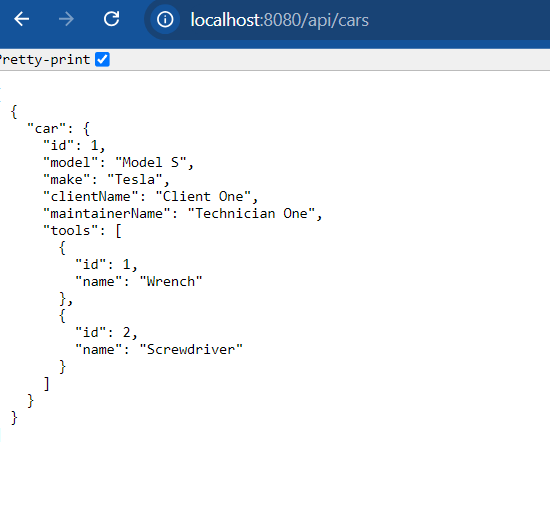 localhost:8080/api/cars
Pretty-print
{
"car": {
"id": 1,
"model": "Model S",
"make": "Tesla",
"clientName": "Client One",
"maintainerName": "Technician One",
"tools": [
{
"id": 1,
"name": "Wrench"
},
{
"id": 2,
"name": "Screwdriver"
}
]
}
}